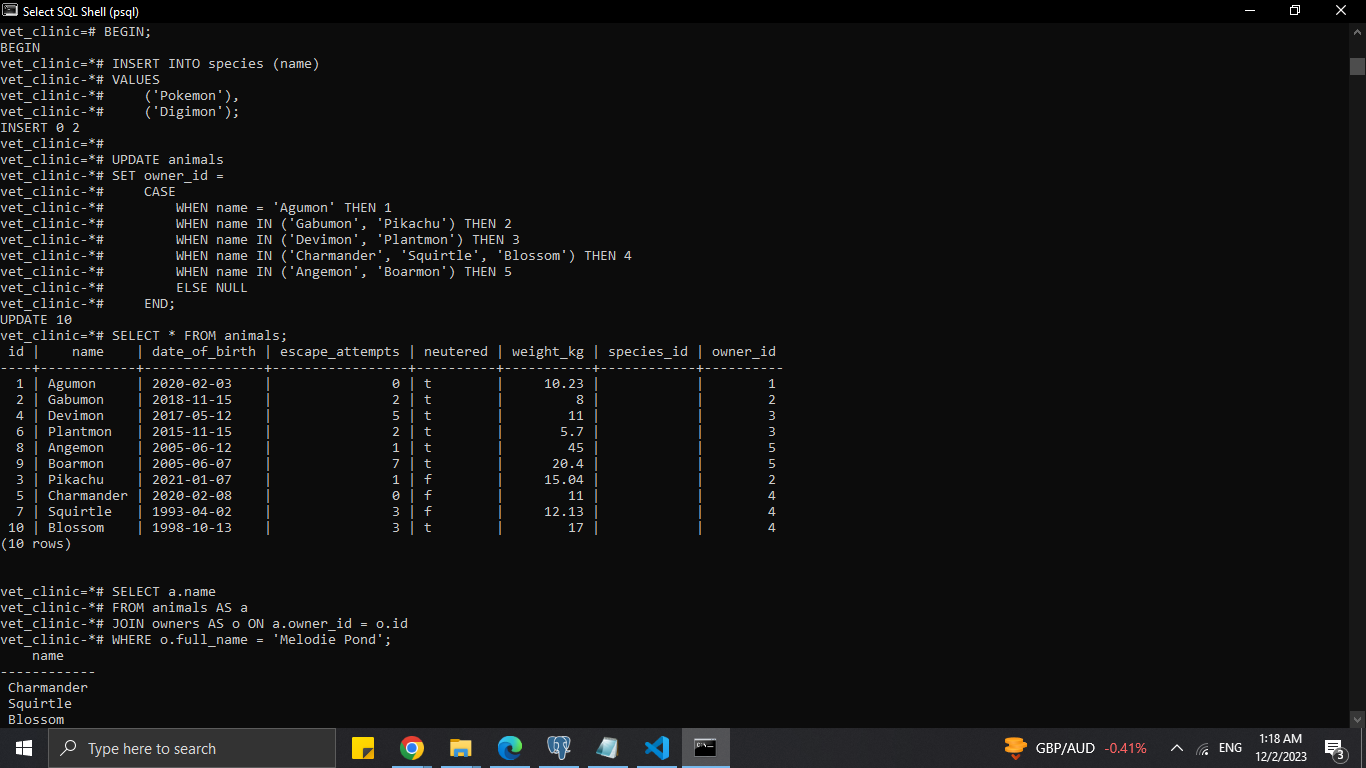 Select SQL Shell (psql)
vet_clinic=# BEGIN;
BEGIN
vet_clinic=*# INSERT INTO species (name)
vet_clinic-*# VALUES
vet_clinic-*#     ('Pokemon'),
vet_clinic-*#     ('Digimon');
INSERT 0 2
vet_clinic=*#
vet_clinic=*# UPDATE animals
vet_clinic-*# SET owner_id =
vet_clinic-*#     CASE
vet_clinic-*#         WHEN name = 'Agumon' THEN 1
vet_clinic-*#         WHEN name IN ('Gabumon', 'Pikachu') THEN 2
vet_clinic-*#         WHEN name IN ('Devimon', 'Plantmon') THEN 3
vet_clinic-*#         WHEN name IN ('Charmander', 'Squirtle', 'Blossom') THEN 4
vet_clinic-*#         WHEN name IN ('Angemon', 'Boarmon') THEN 5
vet_clinic-*#         ELSE NULL
vet_clinic-*#     END;
UPDATE 10
vet_clinic=*# SELECT * FROM animals;
 id |    name    | date_of_birth | escape_attempts | neutered | weight_kg | species_id | owner_id
----+------------+---------------+-----------------+----------+-----------+------------+----------
  1 | Agumon     | 2020-02-03    |               0 | t        |     10.23 |            |        1
  2 | Gabumon    | 2018-11-15    |               2 | t        |         8 |            |        2
  4 | Devimon    | 2017-05-12    |               5 | t        |        11 |            |        3
  6 | Plantmon   | 2015-11-15    |               2 | t        |       5.7 |            |        3
  8 | Angemon    | 2005-06-12    |               1 | t        |        45 |            |        5
  9 | Boarmon    | 2005-06-07    |               7 | t        |      20.4 |            |        5
  3 | Pikachu    | 2021-01-07    |               1 | f        |     15.04 |            |        2
  5 | Charmander | 2020-02-08    |               0 | f        |        11 |            |        4
  7 | Squirtle   | 1993-04-02    |               3 | f        |     12.13 |            |        4
 10 | Blossom    | 1998-10-13    |               3 | t        |        17 |            |        4
(10 rows)
vet_clinic=*# SELECT a.name
vet_clinic-*# FROM animals AS a
vet_clinic-*# JOIN owners AS o ON a.owner_id = o.id
vet_clinic-*# WHERE o.full_name = 'Melodie Pond';
    name
------------
 Charmander
 Squirtle
 Blossom
Type here to search
GBP/AUD -0.41%
ENG
1:18 AM
12/2/2023
3